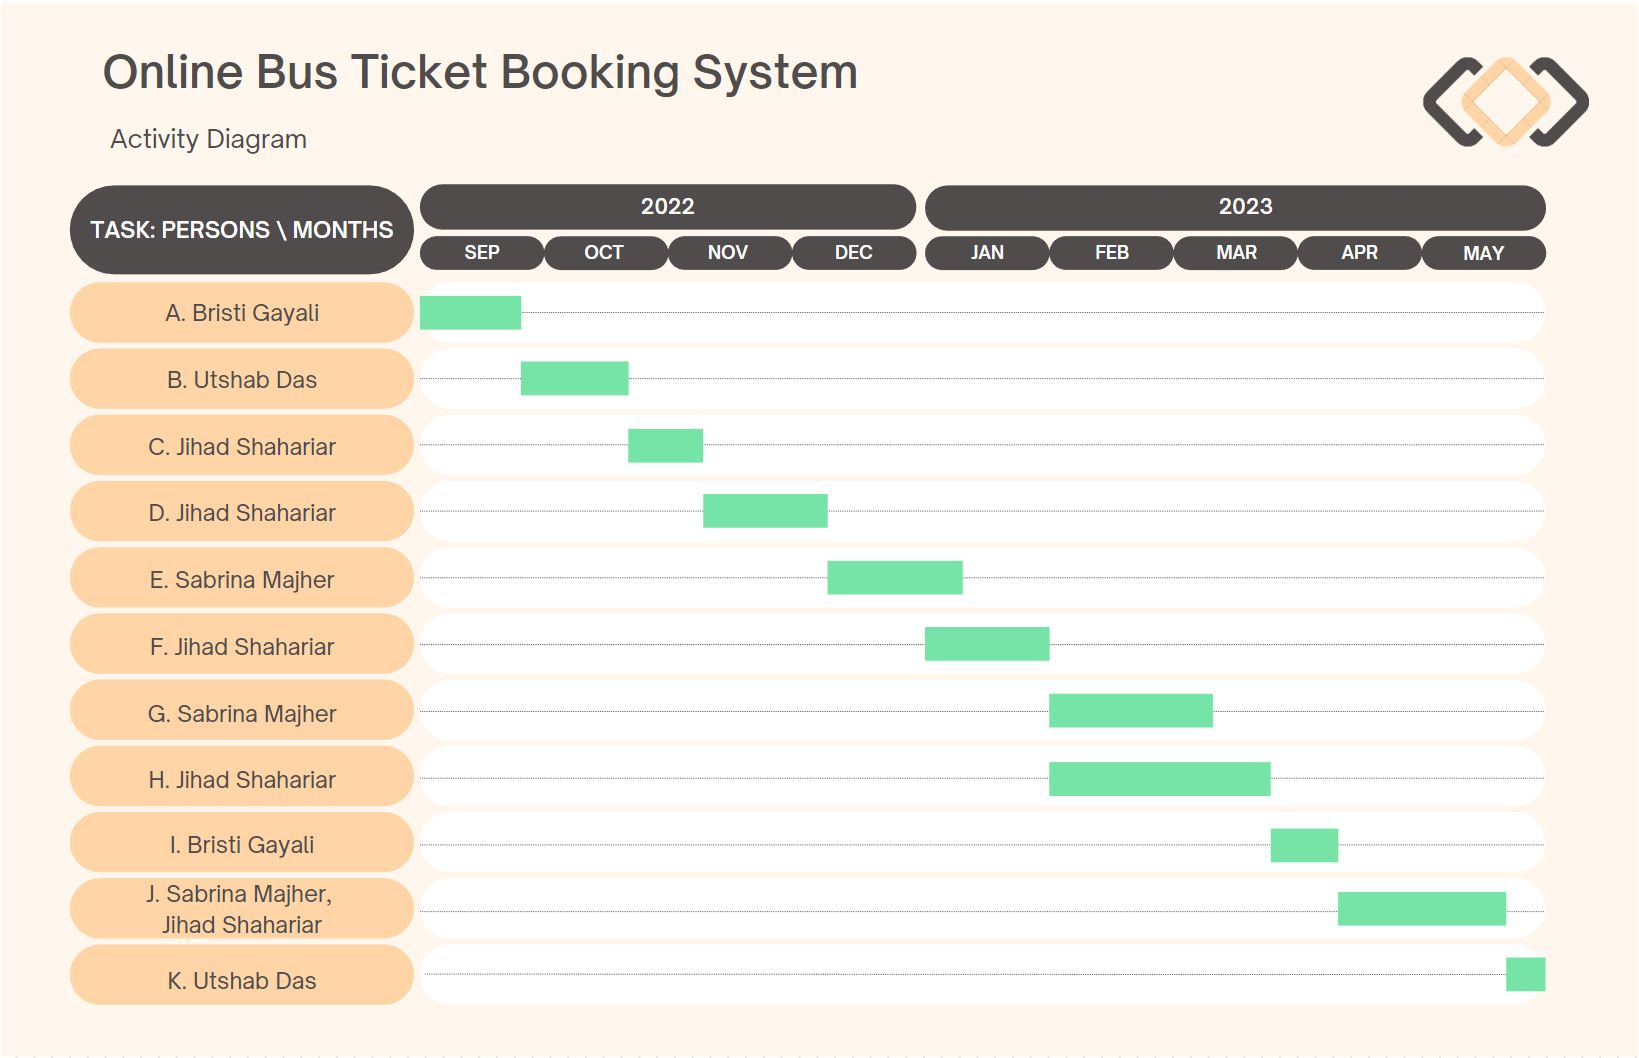 Online Bus Ticket Booking System
Activity Diagram
TASK: PERSONS \ MONTHS
2022
2023
SEP
OCT
NOV
DEC
JAN
FEB
MAR
APR
MAY
A. Bristi Gayali
B. Utshab Das
C. Jihad Shahariar
D. Jihad Shahariar
E. Sabrina Majher
F. Jihad Shahariar
G. Sabrina Majher
H. Jihad Shahariar
I. Bristi Gayali
J. Sabrina Majher,
Jihad Shahariar
K. Utshab Das